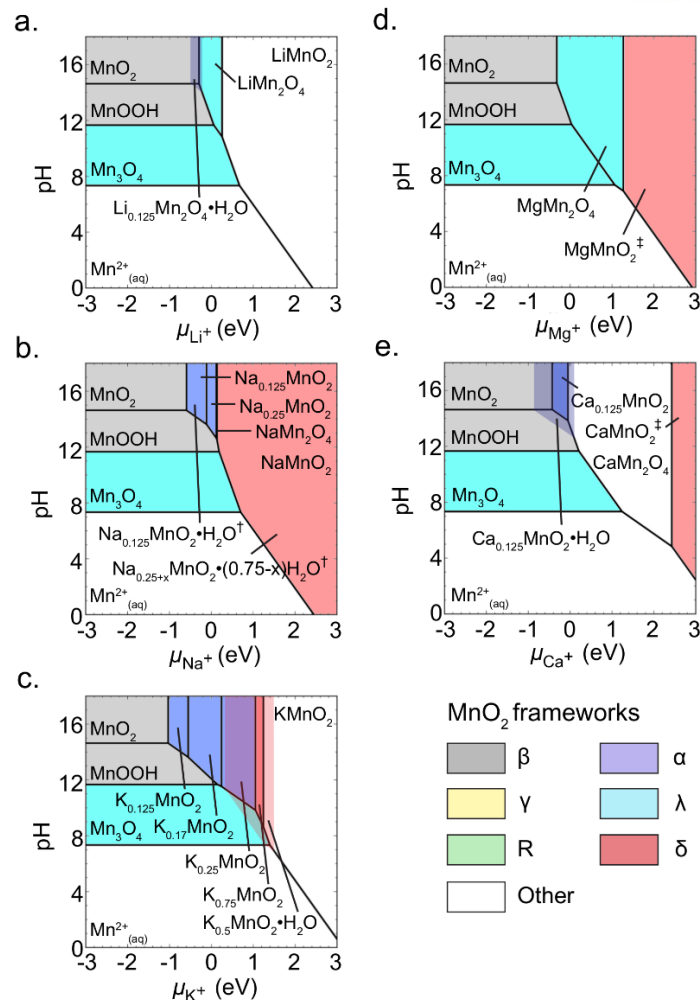 a.
18
12
8
4
0
pH
MnO₂
MnOOH
Mn₃O₄
Mn²⁺(aq)
LiMnO₂
LiMn₂O₄
Li₀.₁₂₅Mn₂O₄•H₂O
-3 -2 -1 0 1 2 3
μLi⁺ (eV)
b.
16
12
8
4
0
pH
MnO₂
MnOOH
Mn₃O₄
Mn²⁺(aq)
Na₀.₁₂₅MnO₂
Na₀.₂₅MnO₂
NaMn₂O₄
NaMnO₂
Na₀.₁₂₅MnO₂•H₂O†
Na₀.₂₅₊ₓMnO₂•(0.75-x)H₂O†
-3 -2 -1 0 1 2 3
μNa⁺ (eV)
c.
16
12
8
4
0
pH
MnO₂
MnOOH
Mn₃O₄
Mn²⁺(aq)
KMnO₂
K₀.₁₂₅MnO₂
K₀.₁₇MnO₂
K₀.₂₅MnO₂
K₀.₇₅MnO₂
K₀.₅MnO₂•H₂O
-3 -2 -1 0 1 2 3
μK⁺ (eV)
d.
16
12
8
4
0
pH
MnO₂
MnOOH
Mn₃O₄
Mn²⁺(aq)
MgMn₂O₄
MgMnO₂‡
-3 -2 -1 0 1 2 3
μMg⁺ (eV)
e.
16
12
8
4
0
pH
MnO₂
MnOOH
Mn₃O₄
Mn²⁺(aq)
Ca₀.₁₂₅MnO₂
CaMnO₂‡
CaMn₂O₄
Ca₀.₁₂₅MnO₂•H₂O
-3 -2 -1 0 1 2 3
μCa⁺ (eV)
MnO₂ frameworks
β
α
γ
λ
R
δ
Other